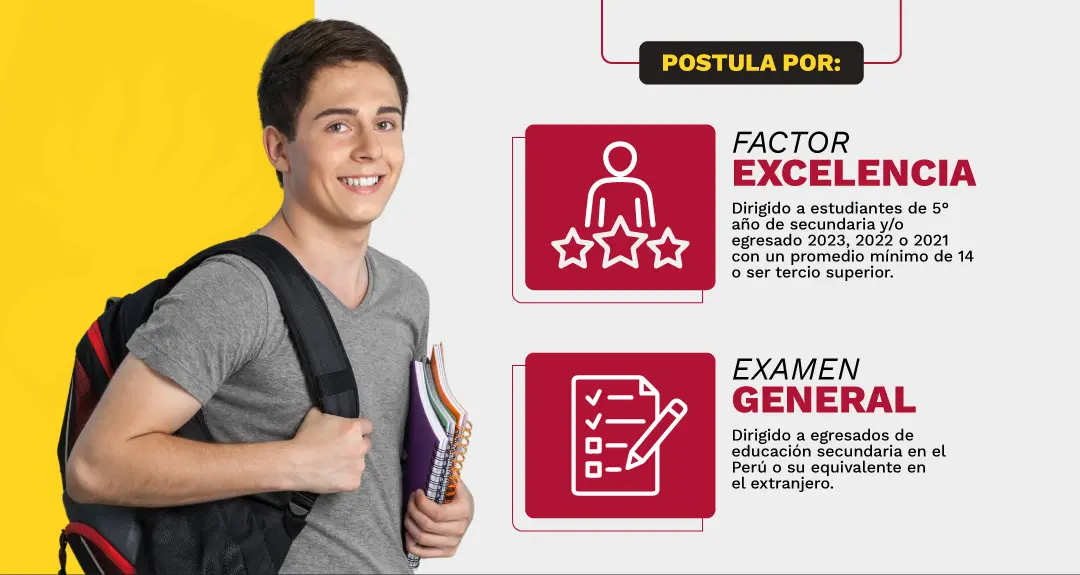 POSTULA POR:
FACTOR
EXCELENCIA
Dirigido a estudiantes de 5°
año de secundaria y/o
egresado 2023, 2022 o 2021
con un promedio mínimo de 14
o ser tercio superior.
EXAMEN
GENERAL
Dirigido a egresados de
educación secundaria en el
Perú o su equivalente en
el extranjero.